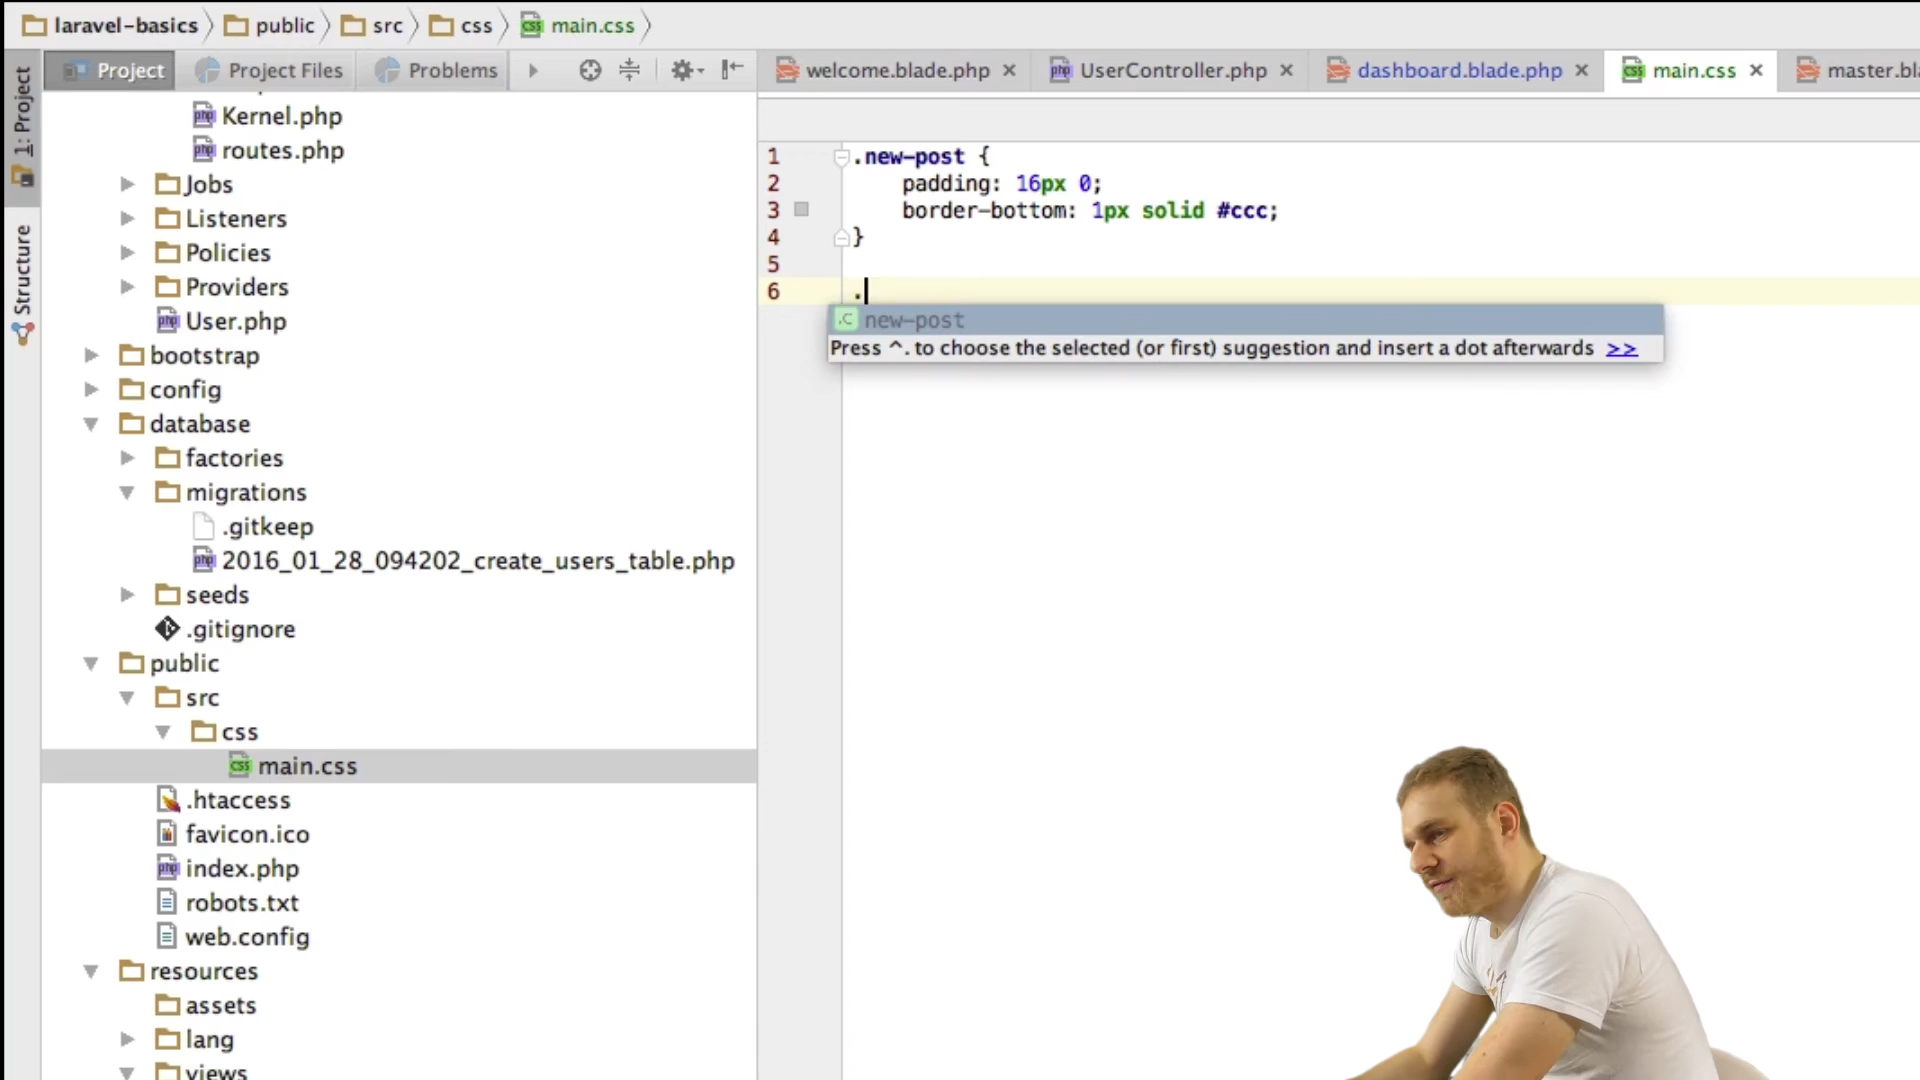 laravel-basics public src css main.css
1: Project
Structure
Project Project Files Problems
Kernel.php
routes.php
Jobs
Listeners
Policies
Providers
User.php
bootstrap
config
database
factories
migrations
.gitkeep
2016_01_28_094202_create_users_table.php
seeds
.gitignore
public
src
css
main.css
.htaccess
favicon.ico
index.php
robots.txt
web.config
resources
assets
lang
views
welcome.blade.php UserController.php dashboard.blade.php main.css master.bla
1 .new-post {
2 padding: 16px 0;
3 border-bottom: 1px solid #ccc;
4 }
5
6 .
new-post
Press ^. to choose the selected (or first) suggestion and insert a dot afterwards >>